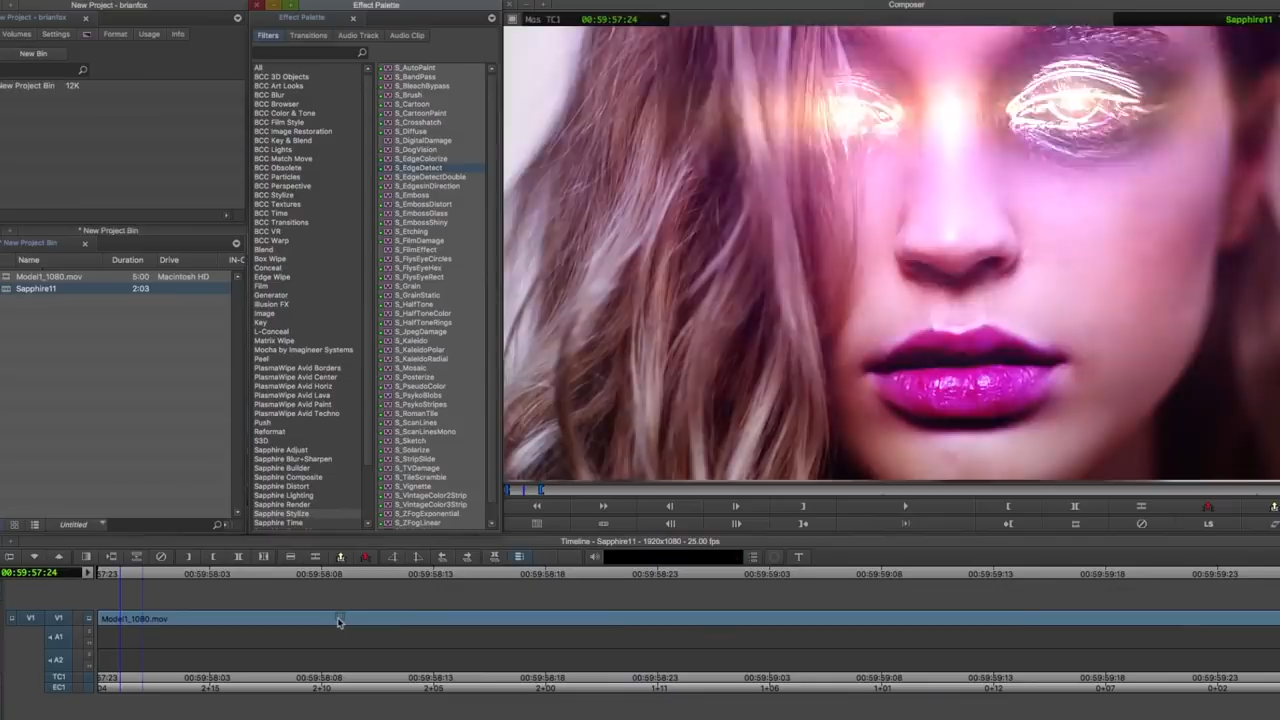 New Project - brianfox
Effect Palette
Composer
New Project - brianfox
Effect Palette
Mas TC1
00:59:57:24
Sapphire11
Volumes Settings Format Usage Info
Filters Transitions Audio Track Audio Clip
New Bin
New Project Bin 12K
All
BCC 3D Objects
BCC Art Looks
BCC Blur
BCC Browser
BCC Color & Tone
BCC Film Style
BCC Image Restoration
BCC Key & Blend
BCC Lights
BCC Match Move
BCC Obsolete
BCC Particles
BCC Perspective
BCC Stylize
BCC Textures
BCC Time
BCC Transitions
BCC VR
BCC Warp
Blend
Box Wipe
Conceal
Edge Wipe
Film
Generator
Illusion FX
Image
Key
L-Conceal
Matrix Wipe
Mocha by Imagineer Systems
Peel
PlasmaWipe Avid Borders
PlasmaWipe Avid Center
PlasmaWipe Avid Horiz
PlasmaWipe Avid Lava
PlasmaWipe Avid Paint
PlasmaWipe Avid Techno
Push
Reformat
S3D
Sapphire Adjust
Sapphire Blur+Sharpen
Sapphire Builder
Sapphire Composite
Sapphire Distort
Sapphire Lighting
Sapphire Render
Sapphire Stylize
Sapphire Time
S_AutoPaint
S_BandPass
S_BleachBypass
S_Brush
S_Cartoon
S_CartoonPaint
S_Crosshatch
S_Diffuse
S_DigitalDamage
S_DogVision
S_EdgeColorize
S_EdgeDetect
S_EdgeDetectDouble
S_EdgesInDirection
S_Emboss
S_EmbossDistort
S_EmbossGlass
S_EmbossShiny
S_Etching
S_FilmDamage
S_FilmEffect
S_FlysEyeCircles
S_FlysEyeHex
S_FlysEyeRect
S_Grain
S_GrainStatic
S_HalfTone
S_HalfToneColor
S_HalfToneRings
S_JpegDamage
S_Kaleido
S_KaleidoPolar
S_KaleidoRadial
S_Mosaic
S_Posterize
S_PseudoColor
S_PsykoBlobs
S_PsykoStripes
S_RomanTile
S_ScanLines
S_ScanLinesMono
S_Sketch
S_Solarize
S_StripSlide
S_TVDamage
S_TileScramble
S_Vignette
S_VintageColor2Strip
S_VintageColor3Strip
S_ZFogExponential
S_ZFogLinear
* New Project Bin
* New Project Bin
Name Duration Drive IN-C
Model1_1080.mov 5:00 Macintosh HD
Sapphire11 2:03
Untitled
LS
Timeline - Sapphire11 - 1920x1080 - 25.00 fps
T
00:59:57:24
57:23 00:59:58:03 00:59:58:08 00:59:58:13 00:59:58:18 00:59:58:23 00:59:59:03 00:59:59:08 00:59:59:13 00:59:59:18 00:59:59:23
V1 V1 Model1_1080.mov
A1
A2
TC1 57:23 00:59:58:03 00:59:58:08 00:59:58:13 00:59:58:18 00:59:58:23 00:59:59:03 00:59:59:08 00:59:59:13 00:59:59:18 00:59:59:23
EC1 04 2+15 2+10 2+05 2+00 1+11 1+06 1+01 0+12 0+07 0+02